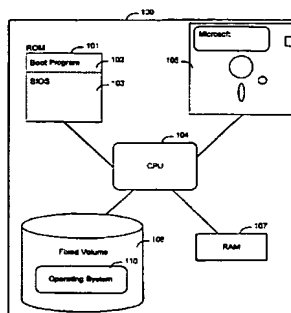 100
ROM
101
Boot Program
102
BIOS
103
Microsoft
105
104
CPU
107
RAM
Fixed Volume
106
110
Operating System